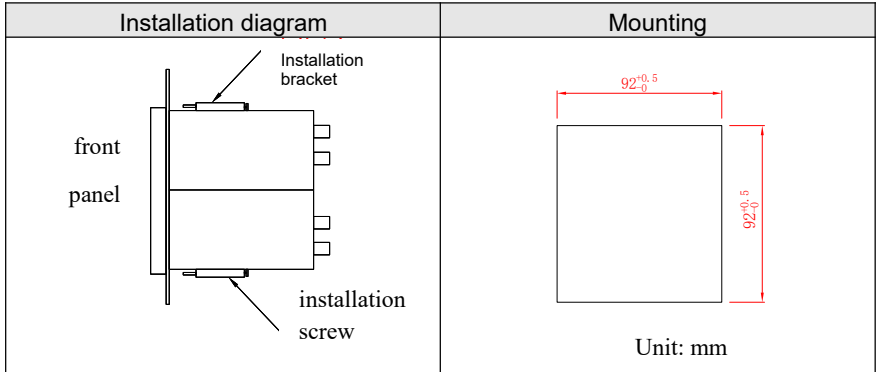 Installation diagram
Mounting
Installation
bracket
front
panel
installation
screw
92+0.5 -0
92+0.5 -0
Unit: mm